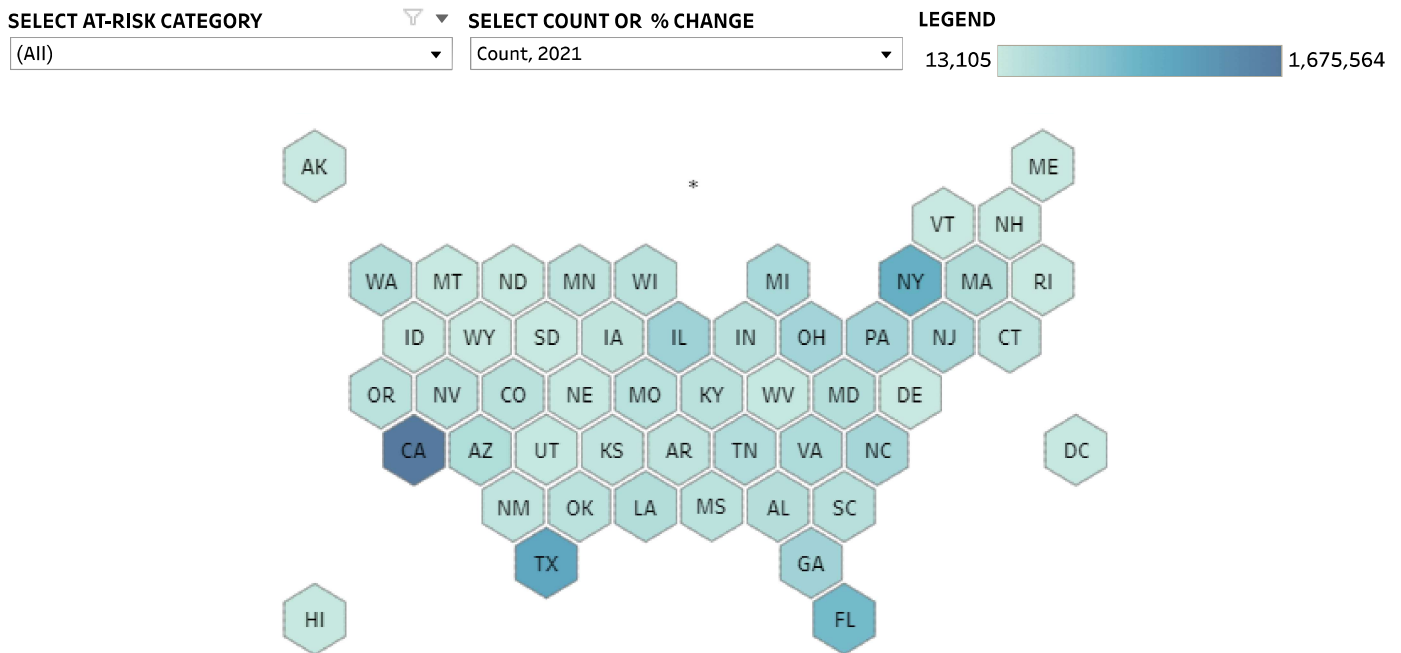 SELECT AT-RISK CATEGORY SELECT COUNT OR % CHANGE LEGEND
(All) Count, 2021 13,105 1,675,564
AK ME
*
VT NH
WA MT ND MN WI MI NY MA RI
ID WY SD IA IL IN OH PA NJ CT
OR NV CO NE MO KY WV MD DE
CA AZ UT KS AR TN VA NC DC
NM OK LA MS AL SC
TX GA
HI FL